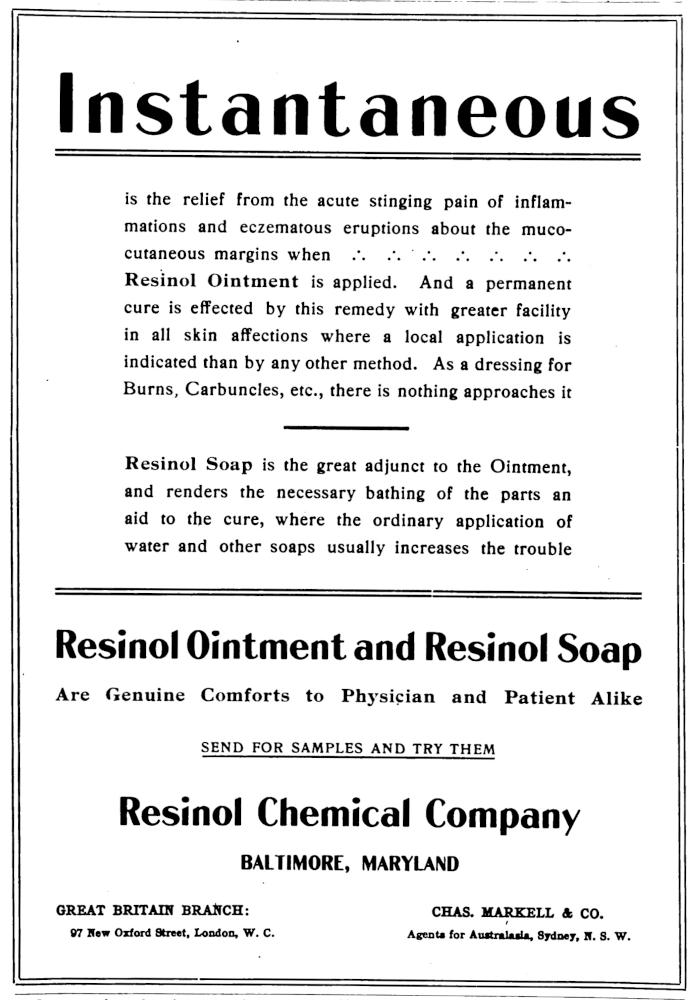 Instantaneous
is the relief from the acute stinging pain of inflam-
mations and eczematous eruptions about the muco-
cutaneous margins when ∴ ∴ ∴ ∴ ∴ ∴ ∴
Resinol Ointment is applied. And a permanent
cure is effected by this remedy with greater facility
in all skin affections where a local application is
indicated than by any other method. As a dressing for
Burns, Carbuncles, etc., there is nothing approaches it
Resinol Soap is the great adjunct to the Ointment,
and renders the necessary bathing of the parts an
aid to the cure, where the ordinary application of
water and other soaps usually increases the trouble
Resinol Ointment and Resinol Soap
Are Genuine Comforts to Physician and Patient Alike
SEND FOR SAMPLES AND TRY THEM
Resinol Chemical Company
BALTIMORE, MARYLAND
GREAT BRITAIN BRANCH:
97 New Oxford Street, London, W. C.
CHAS. MARKELL & CO.
Agents for Australasia, Sydney, N. S. W.